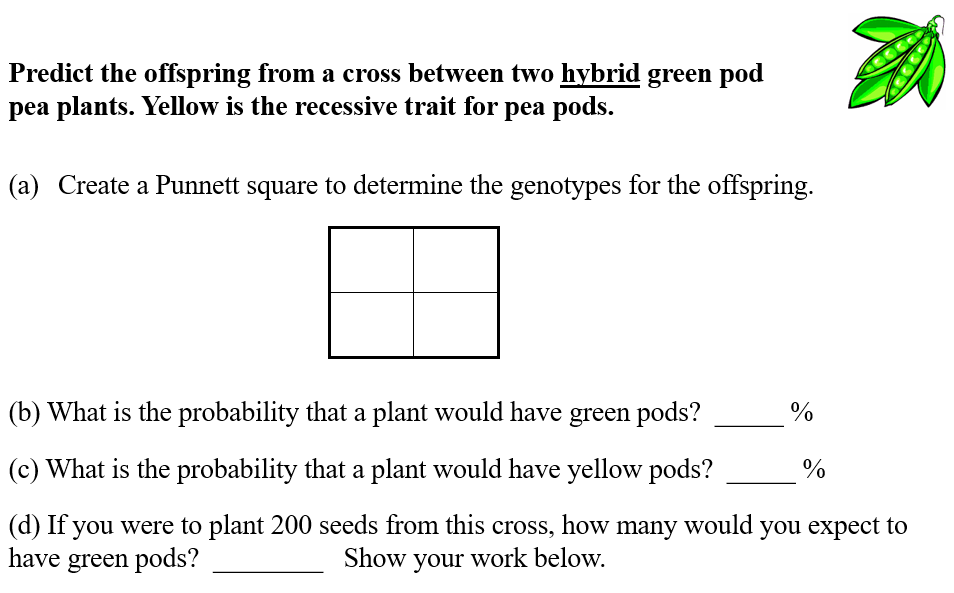 Predict the offspring from a cross between two hybrid green pod
pea plants. Yellow is the recessive trait for pea pods.
(a) Create a Punnett square to determine the genotypes for the offspring.
(b) What is the probability that a plant would have green pods? _____%
(c) What is the probability that a plant would have yellow pods? _____%
(d) If you were to plant 200 seeds from this cross, how many would you expect to
have green pods? ________ Show your work below.